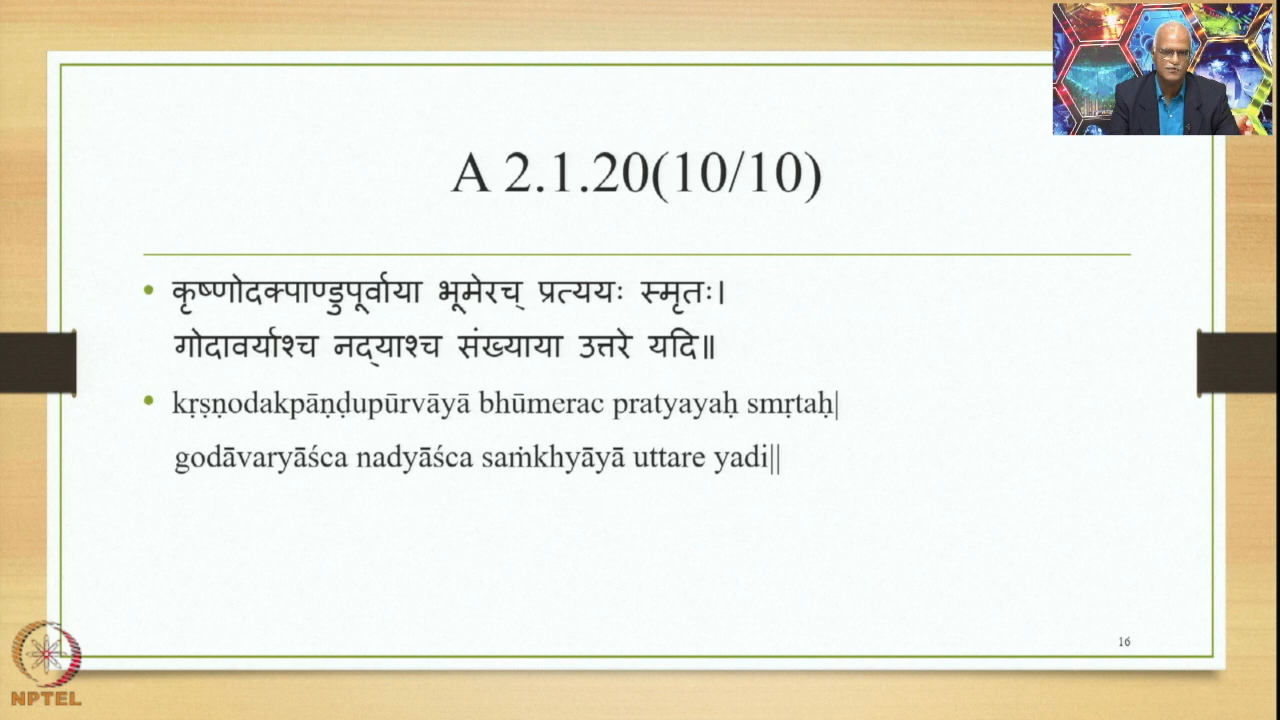 A 2.1.20(10/10)
• कृष्णोदक्पाण्डुपूर्वाया भूमेरच् प्रत्ययः स्मृतः।
गोदावर्याश्च नद्याश्च संख्याया उत्तरे यदि॥
• kṛṣṇodakpāṇḍupūrvāyā bhūmerac pratyayaḥ smṛtaḥ|
godāvaryāśca nadyāśca saṁkhyāyā uttare yadi||
16
NPTEL